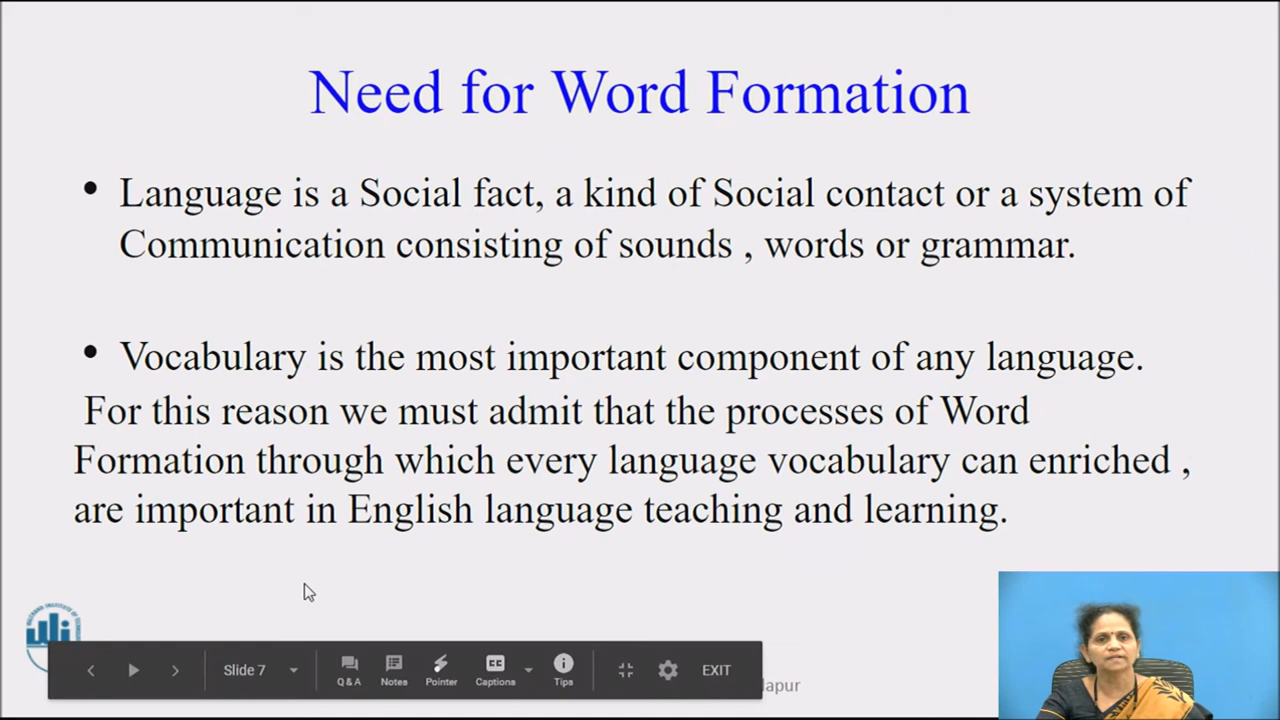 Need for Word Formation
• Language is a Social fact, a kind of Social contact or a system of
Communication consisting of sounds , words or grammar.
• Vocabulary is the most important component of any language.
For this reason we must admit that the processes of Word
Formation through which every language vocabulary can enriched ,
are important in English language teaching and learning.
Slide 7
Q & A
Notes
Pointer
CC
Captions
Tips
EXIT
lapur